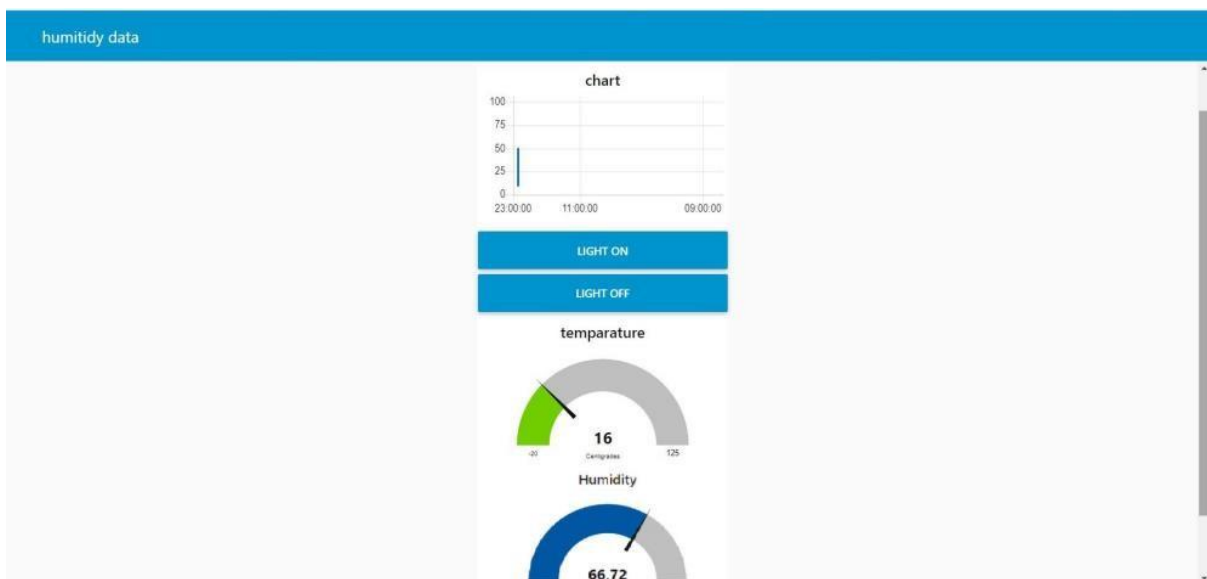 humitidy data
chart
100
75
50
25
0
23:00:00 11:00:00 09:00:00
LIGHT ON
LIGHT OFF
temparature
16
-20 Centigrades 125
Humidity
66.72